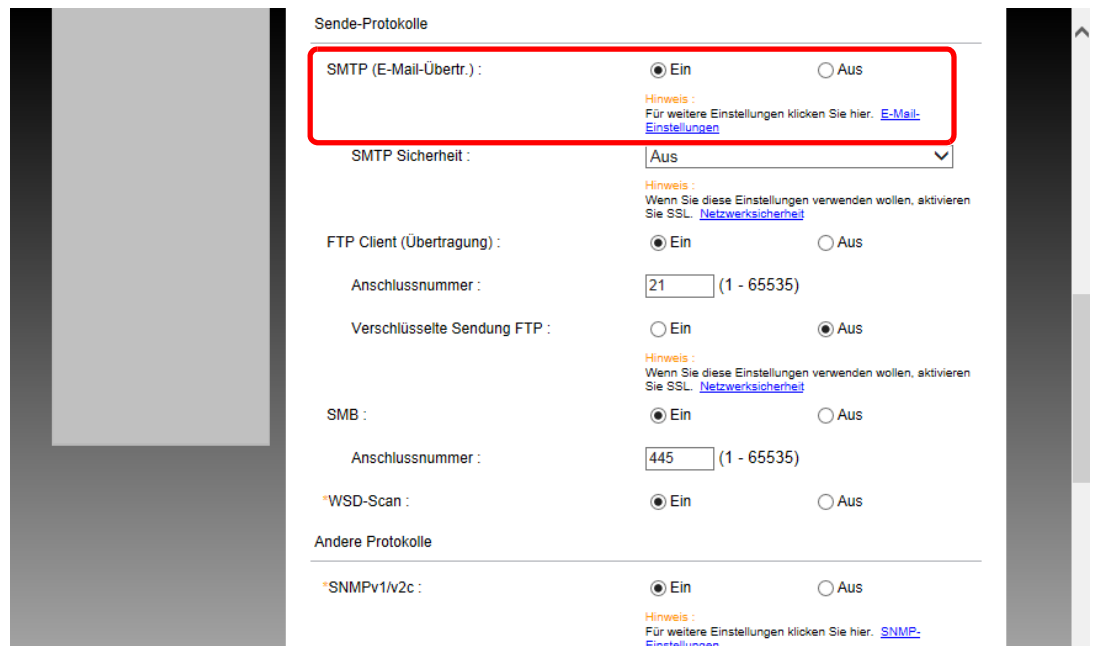 Sende-Protokolle
SMTP (E-Mail-Übertr.) : Ein Aus
Hinweis :
Für weitere Einstellungen klicken Sie hier. E-Mail-
Einstellungen
SMTP Sicherheit : Aus
Hinweis :
Wenn Sie diese Einstellungen verwenden wollen, aktivieren
Sie SSL. Netzwerksicherheit
FTP Client (Übertragung) : Ein Aus
Anschlussnummer : 21 (1 - 65535)
Verschlüsselte Sendung FTP : Ein Aus
Hinweis :
Wenn Sie diese Einstellungen verwenden wollen, aktivieren
Sie SSL. Netzwerksicherheit
SMB : Ein Aus
Anschlussnummer : 445 (1 - 65535)
*WSD-Scan : Ein Aus
Andere Protokolle
*SNMPv1/v2c : Ein Aus
Hinweis :
Für weitere Einstellungen klicken Sie hier. SNMP-
Einstellungen